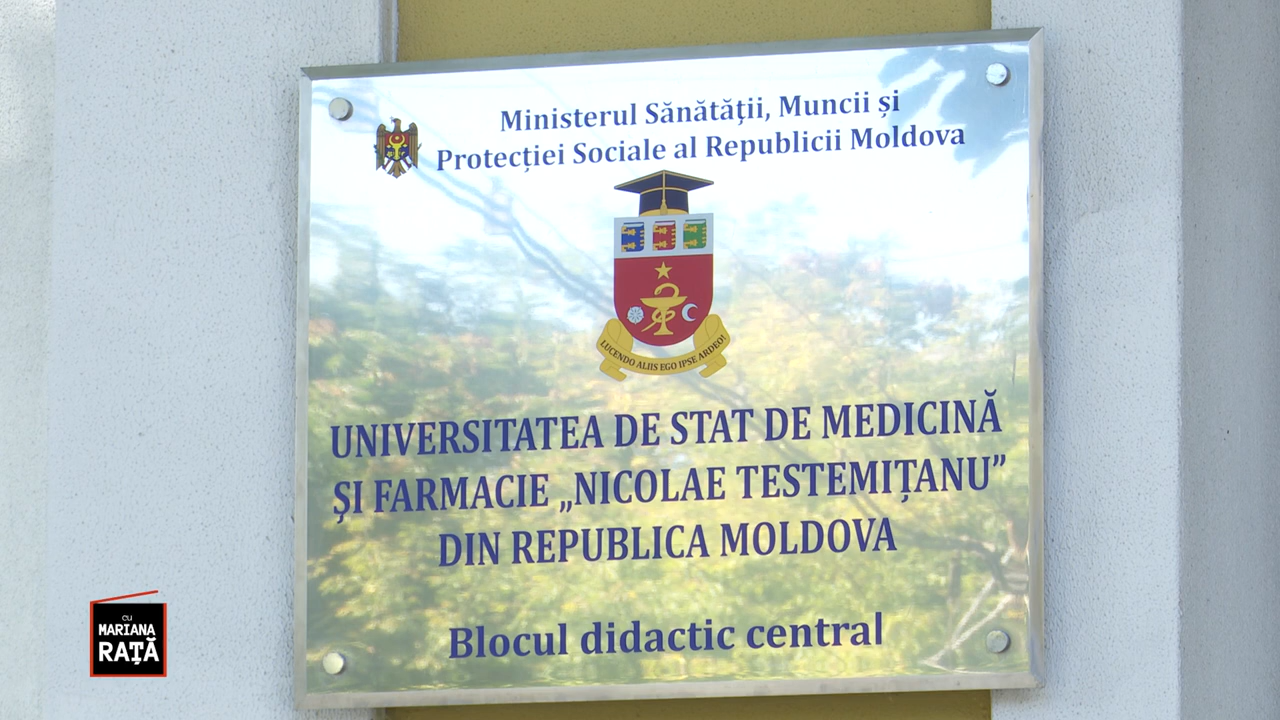 Ministerul Sănătății, Muncii și
Protecției Sociale al Republicii Moldova
LUCENDO ALIIS EGO IPSE ARDEO!
UNIVERSITATEA DE STAT DE MEDICINĂ
ȘI FARMACIE „NICOLAE TESTEMIȚANU”
DIN REPUBLICA MOLDOVA
Blocul didactic central
CU
MARIANA
RAȚĂ